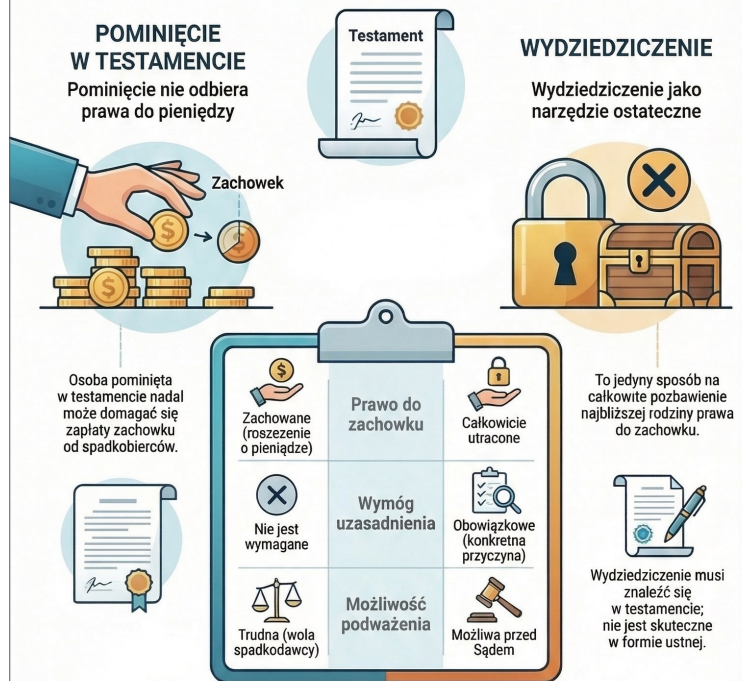 POMINIĘCIE
W TESTAMENCIE
Pominięcie nie odbiera
prawa do pieniędzy
Zachowek
Testament
WYDZIEDZICZENIE
Wydziedziczenie jako
narzędzie ostateczne
Osoba pominięta
w testamencie nadal
może domagać się
zapłaty zachowku
od spadkobierców.
Zachowane
(roszezenie
o pieniądze)
Prawo do
zachowku
Całkowicie
utracone
Nie jest
wymagane
Wymóg
uzasadnienia
Obowiązkowe
(konkretna
przyczyna)
Trudna (wola
spadkodawcy)
Możliwość
podważenia
Możliwa przed
Sądem
To jedyny sposób na
całkowite pozbawienie
najbliższej rodziny prawa
do zachowku.
Wydziedziczenie musi
znaleźć się
w testamencie;
nie jest skuteczne
w formie ustnej.